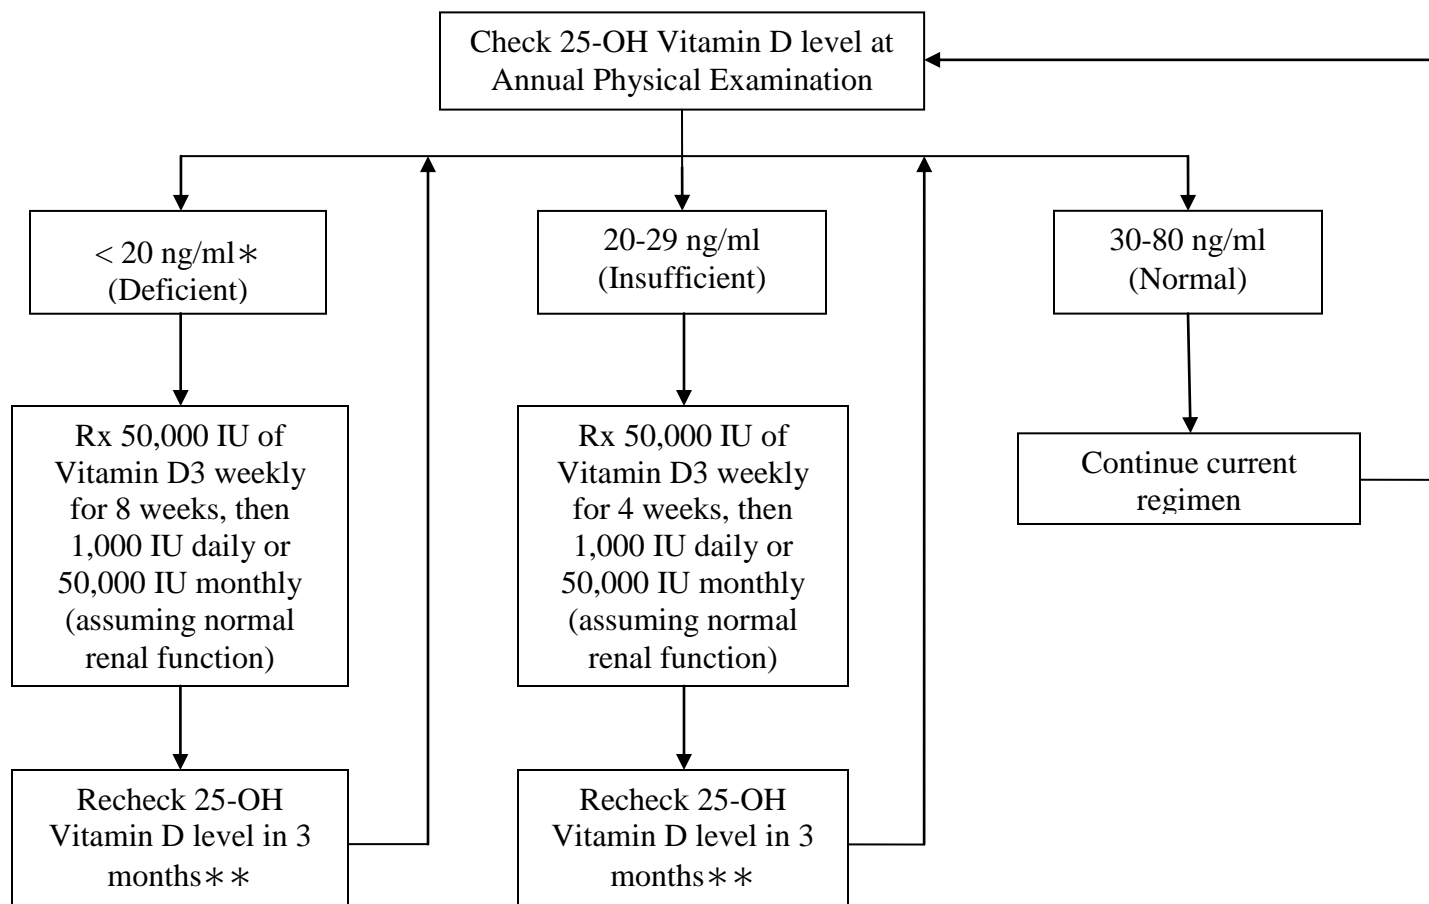 Check 25-OH Vitamin D level at
Annual Physical Examination
< 20 ng/ml*
(Deficient)
20-29 ng/ml
(Insufficient)
30-80 ng/ml
(Normal)
Rx 50,000 IU of
Vitamin D3 weekly
for 8 weeks, then
1,000 IU daily or
50,000 IU monthly
(assuming normal
renal function)
Rx 50,000 IU of
Vitamin D3 weekly
for 4 weeks, then
1,000 IU daily or
50,000 IU monthly
(assuming normal
renal function)
Continue current
regimen
Recheck 25-OH
Vitamin D level in 3
months**
Recheck 25-OH
Vitamin D level in 3
months**